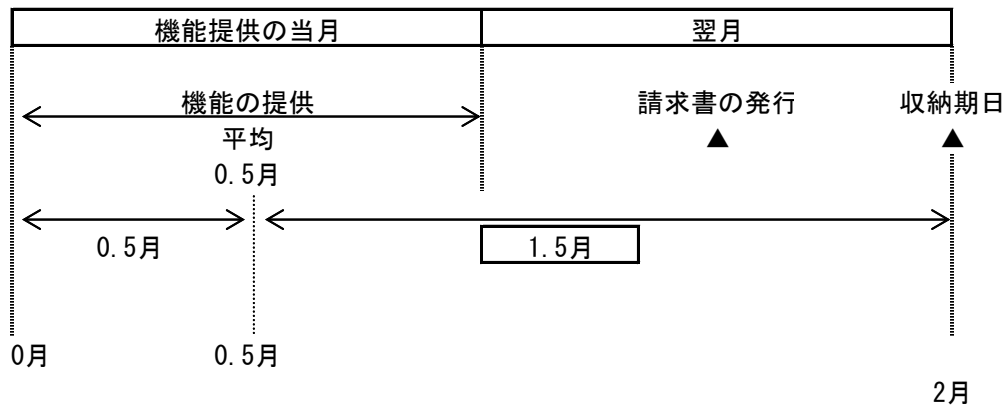 機能提供の当月 翌月
機能の提供 請求書の発行 収納期日
平均 ▲ ▲
0.5月
0.5月 1.5月
0月 0.5月
2月